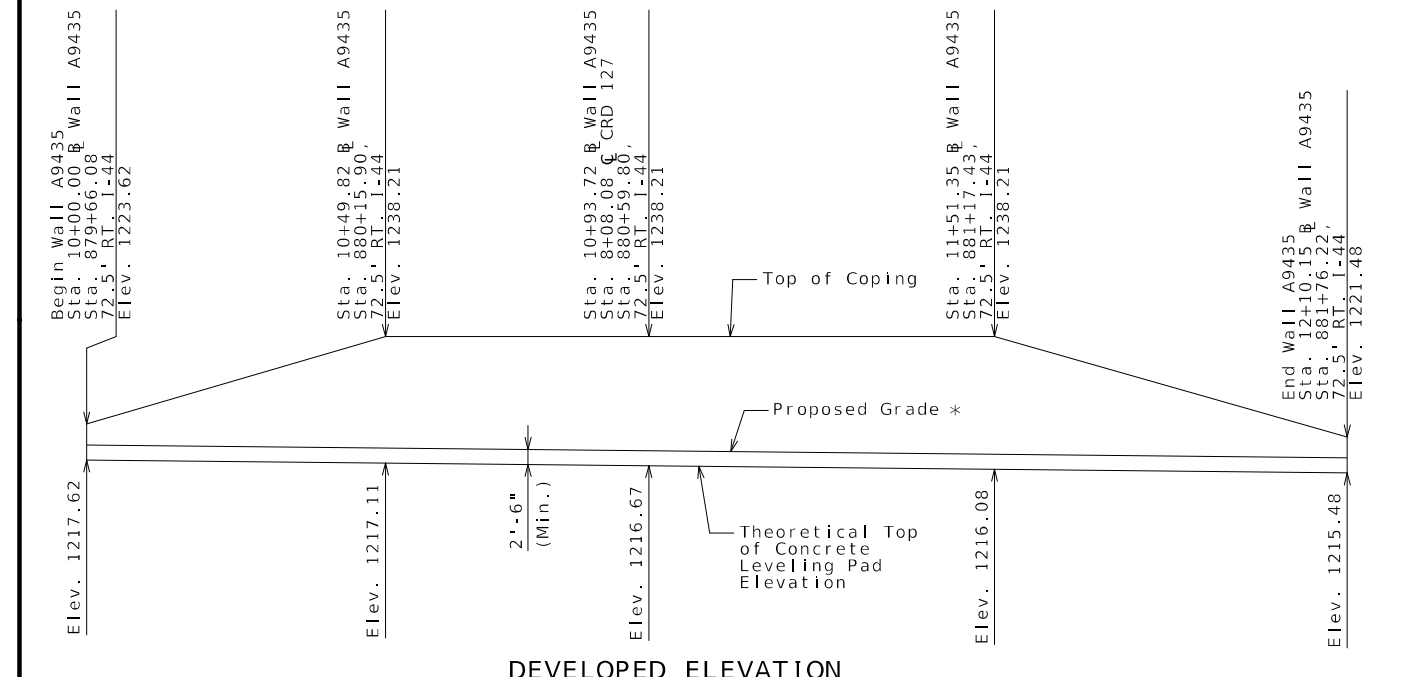 Begin Wall A9435
Sta. 10+00.00 ⅊ Wall A9435
Sta. 879+66.08
72.5' RT. I-44
Elev. 1223.62
Sta. 10+49.82 ⅊ Wall A9435
Sta. 880+15.90,
72.5' RT. I-44
Elev. 1238.21
Sta. 10+93.72 ⅊ Wall A9435
Sta. 8+08.08 ℄ CRD 127
Sta. 880+59.80,
72.5' RT. I-44
Elev. 1238.21
Sta. 11+51.35 ⅊ Wall A9435
Sta. 881+17.43,
72.5' RT. I-44
Elev. 1238.21
End Wall A9435
Sta. 12+10.15 ⅊ Wall A9435
Sta. 881+76.22,
72.5' RT. I-44
Elev. 1221.48
Top of Coping
Proposed Grade *
2'-6"
(Min.)
Theoretical Top
of Concrete
Leveling Pad
Elevation
Elev. 1217.62
Elev. 1217.11
Elev. 1216.67
Elev. 1216.08
Elev. 1215.48
DEVELOPED ELEVATION